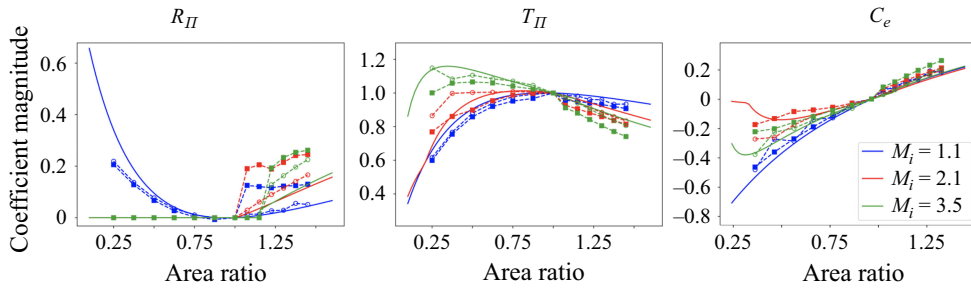 R_Π
T_Π
C_e
Coefficient magnitude
0.6
0.4
0.2
0
0.25
0.75
1.25
Area ratio
1.2
1.0
0.8
0.6
0.4
0.25
0.75
1.25
Area ratio
0.4
0.2
0
–0.2
–0.4
–0.6
–0.8
0.25
0.75
1.25
Area ratio
M_i = 1.1
M_i = 2.1
M_i = 3.5